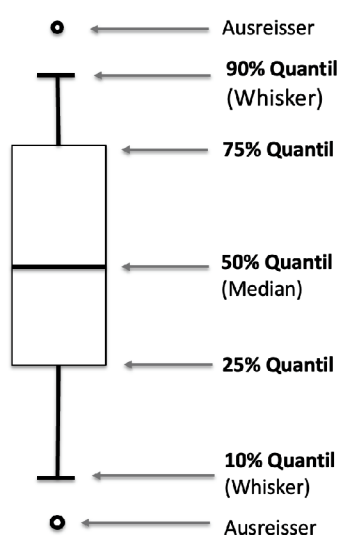 Ausreisser
90% Quantil
(Whisker)
75% Quantil
50% Quantil
(Median)
25% Quantil
10% Quantil
(Whisker)
Ausreisser